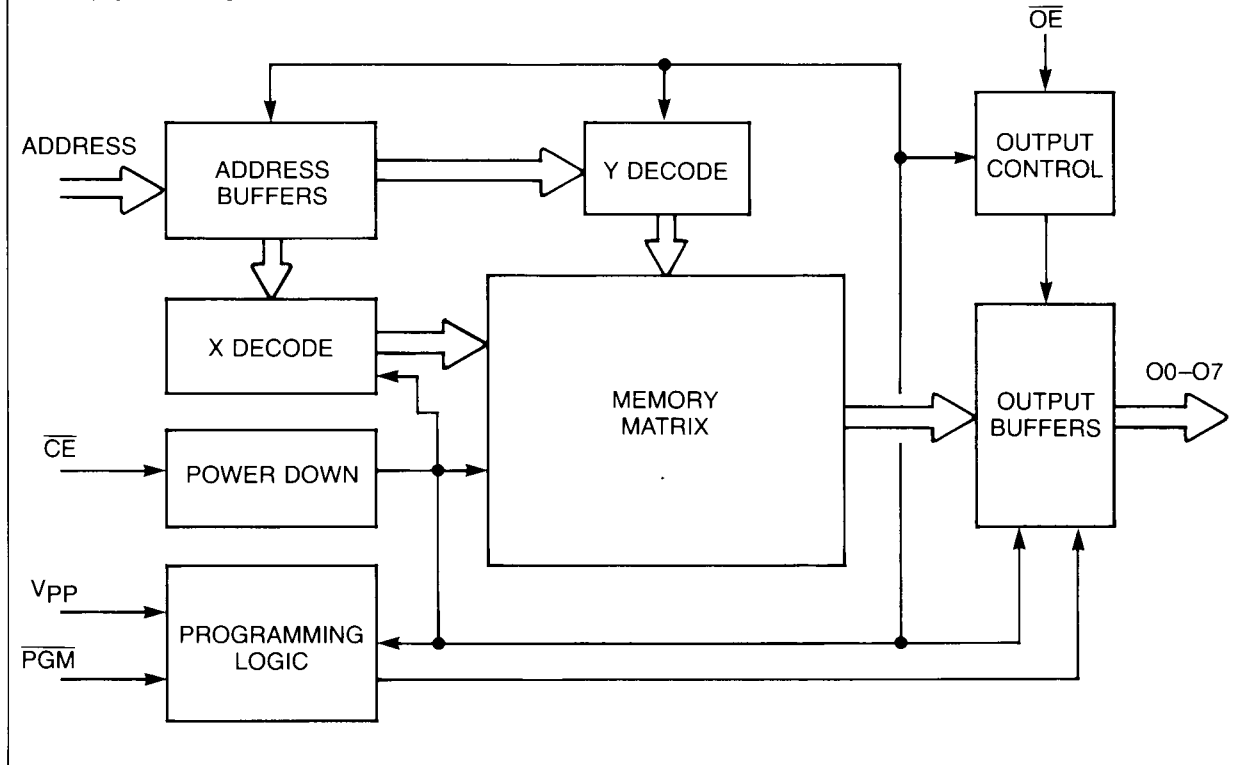 OE
ADDRESS
ADDRESS
BUFFERS
Y DECODE
OUTPUT
CONTROL
X DECODE
MEMORY
MATRIX
OUTPUT
BUFFERS
O0–O7
CE
POWER DOWN
VPP
PGM
PROGRAMMING
LOGIC